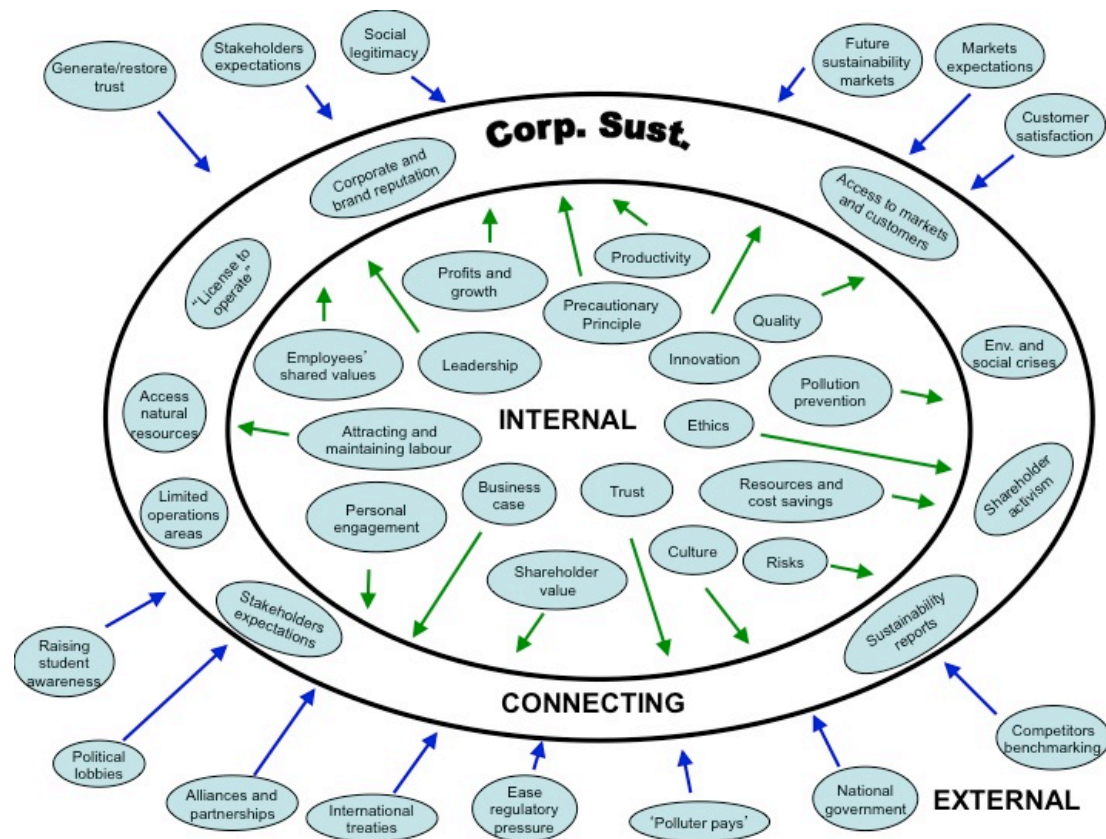 Generate/restore
trust
Stakeholders
expectations
Social
legitimacy
Future
sustainability
markets
Markets
expectations
Customer
satisfaction
Corp. Sust.
Corporate and
brand reputation
Access to markets
and customers
"License to
operate"
Env. and
social crises
Access
natural
resources
Shareholder
activism
Limited
operations
areas
Stakeholders
expectations
Sustainability
reports
CONNECTING
Profits and
growth
Productivity
Precautionary
Principle
Quality
Employees'
shared values
Leadership
Innovation
Pollution
prevention
INTERNAL
Ethics
Attracting and
maintaining labour
Business
case
Trust
Resources and
cost savings
Personal
engagement
Shareholder
value
Culture
Risks
Raising
student
awareness
Political
lobbies
Alliances and
partnerships
International
treaties
Ease
regulatory
pressure
'Polluter pays'
National
government
Competitors
benchmarking
EXTERNAL